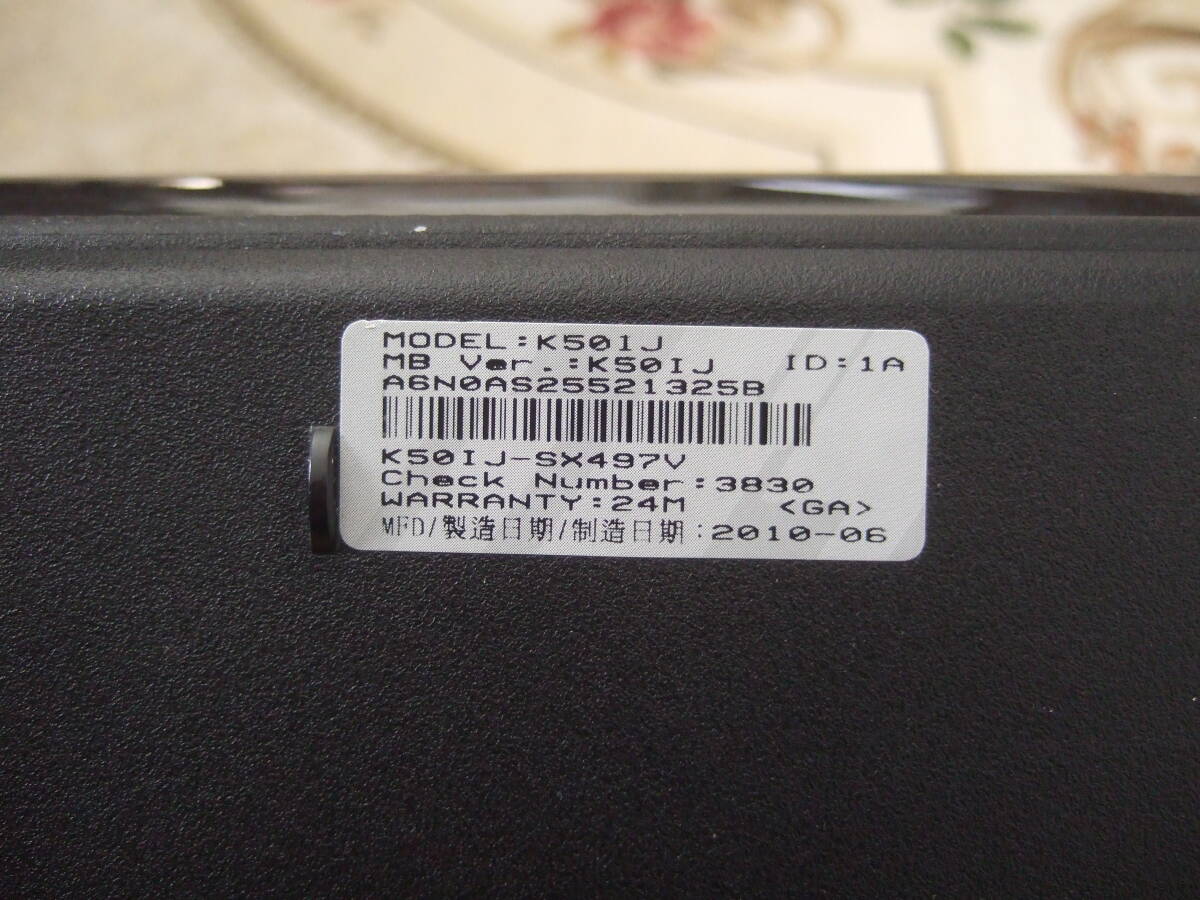 MODEL:K50IJ
MB Ver.:K50IJ ID:1A
A6N0AS25521325B
K50IJ-SX497V
Check Number:3830
WARRANTY:24M <GA>
MFD/製造日期/制造日期:2010-06